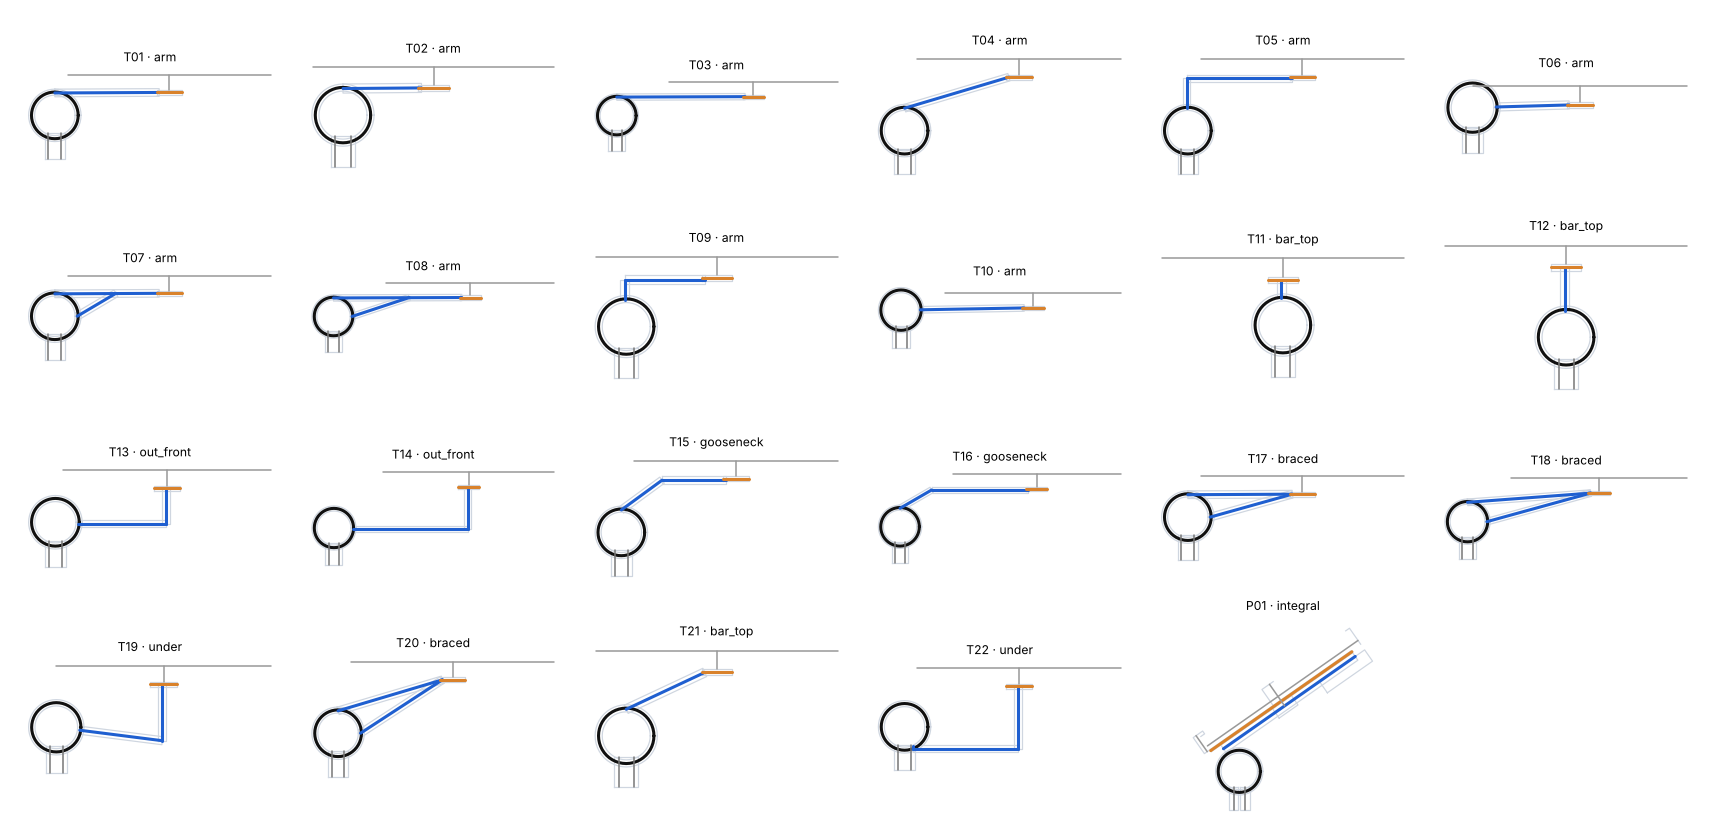 T01 · arm
T02 · arm
T03 · arm
T04 · arm
T05 · arm
T06 · arm
T07 · arm
T08 · arm
T09 · arm
T10 · arm
T11 · bar_top
T12 · bar_top
T13 · out_front
T14 · out_front
T15 · gooseneck
T16 · gooseneck
T17 · braced
T18 · braced
T19 · under
T20 · braced
T21 · bar_top
T22 · under
P01 · integral